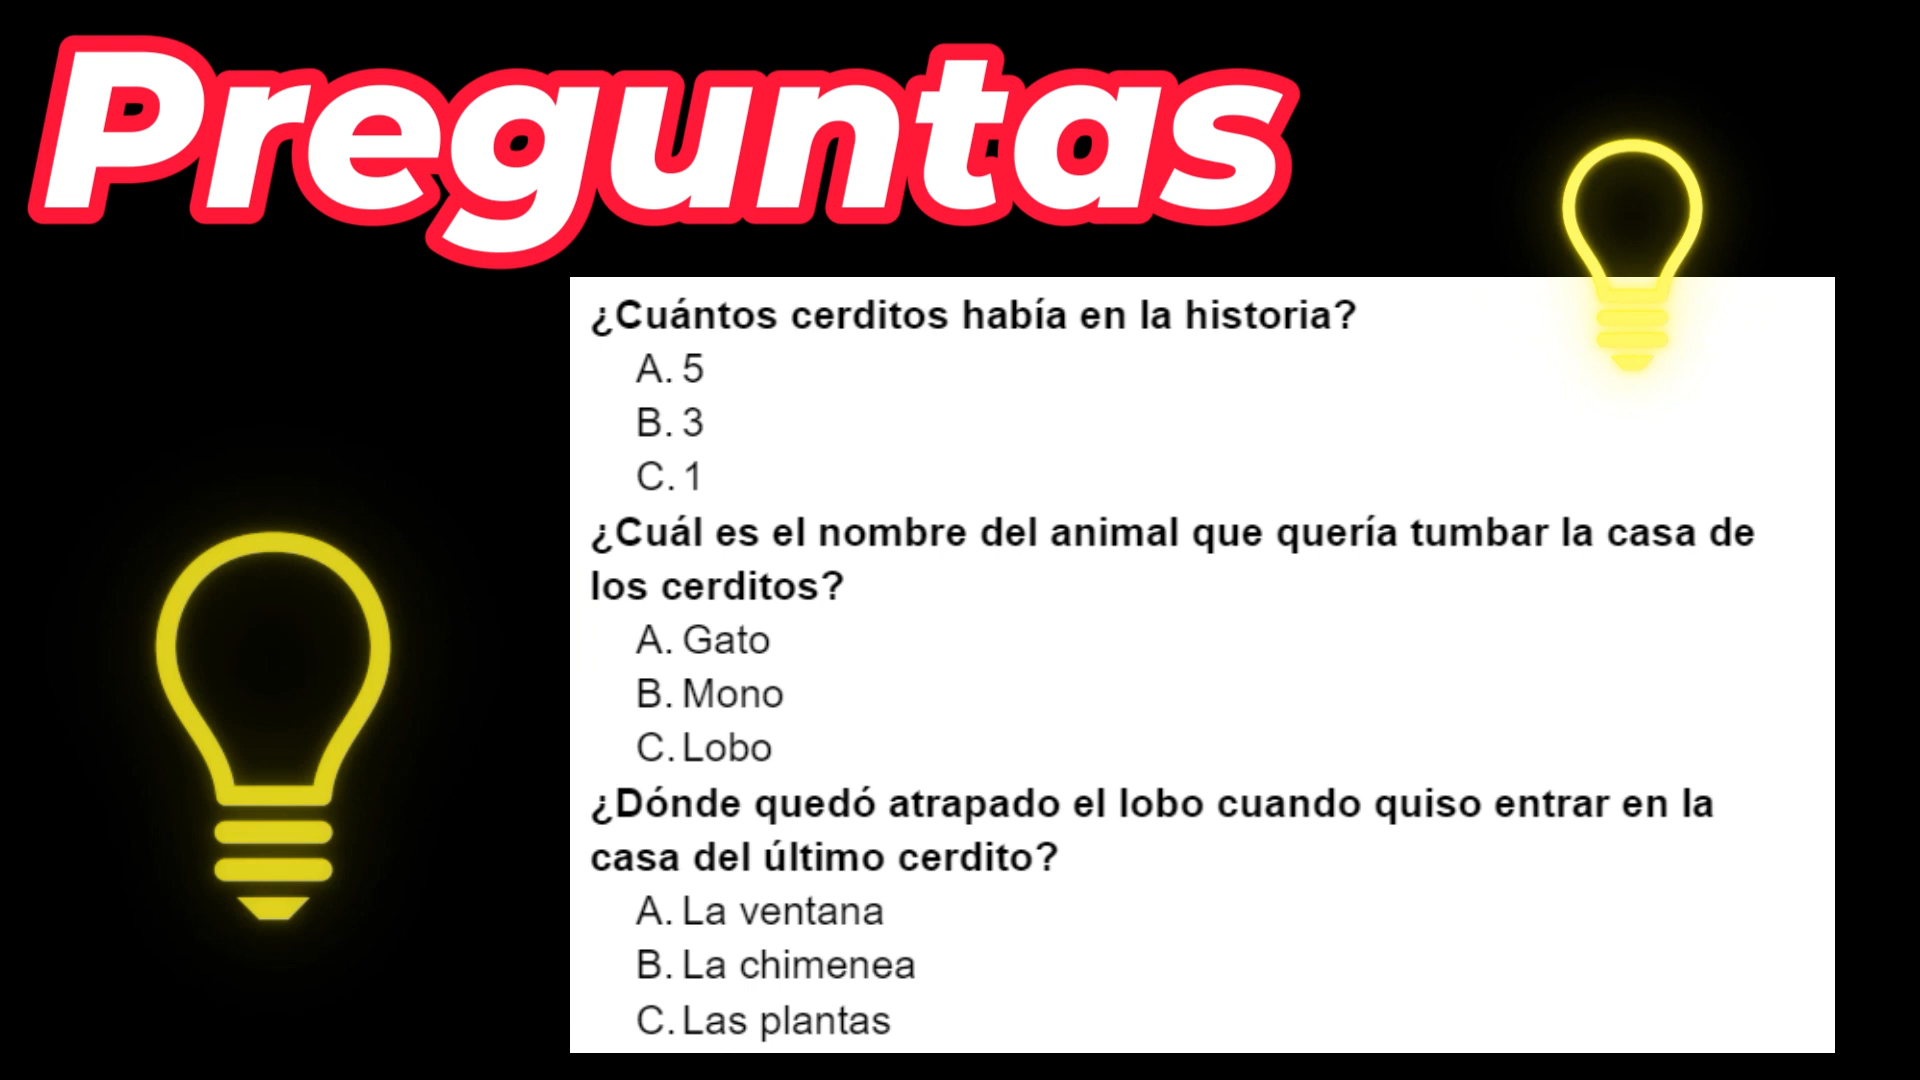 Preguntas
¿Cuántos cerditos había en la historia?
A. 5
B. 3
C. 1
¿Cuál es el nombre del animal que quería tumbar la casa de
los cerditos?
A. Gato
B. Mono
C. Lobo
¿Dónde quedó atrapado el lobo cuando quiso entrar en la
casa del último cerdito?
A. La ventana
B. La chimenea
C. Las plantas